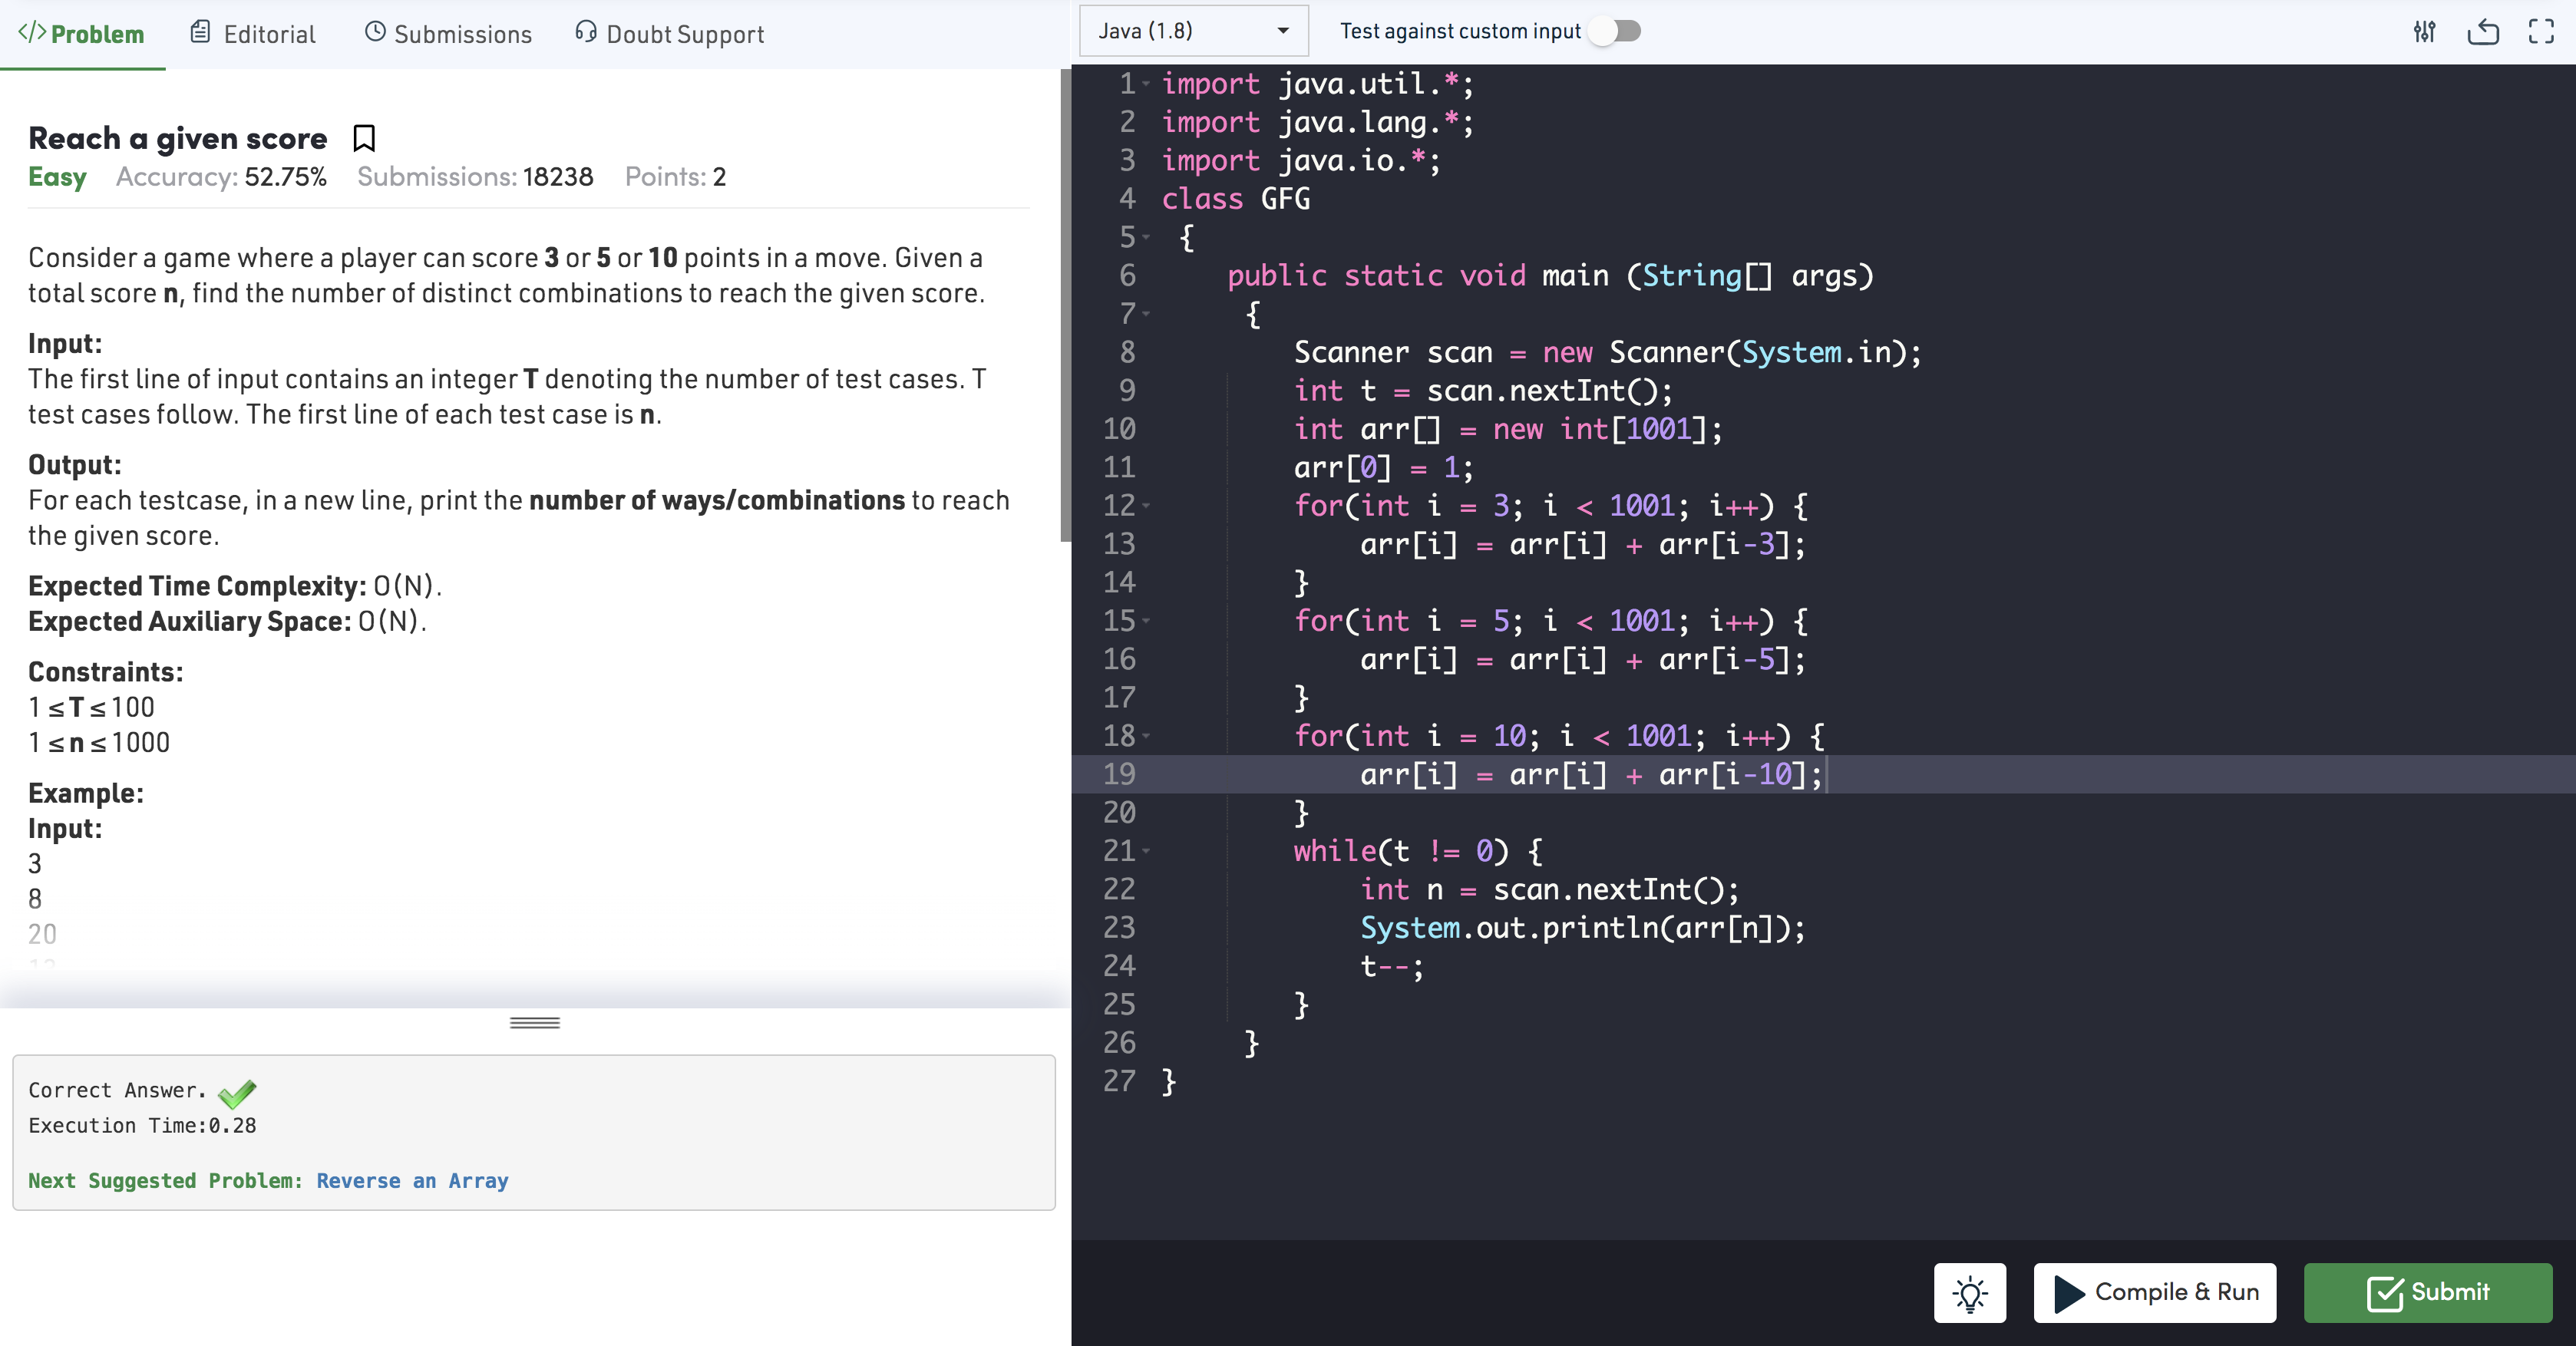 </>Problem Editorial Submissions Doubt Support
Reach a given score
Easy Accuracy: 52.75% Submissions: 18238 Points: 2
Consider a game where a player can score 3 or 5 or 10 points in a move. Given a
total score n, find the number of distinct combinations to reach the given score.
Input:
The first line of input contains an integer T denoting the number of test cases. T
test cases follow. The first line of each test case is n.
Output:
For each testcase, in a new line, print the number of ways/combinations to reach
the given score.
Expected Time Complexity: O(N).
Expected Auxiliary Space: O(N).
Constraints:
1 ≤ T ≤ 100
1 ≤ n ≤ 1000
Example:
Input:
3
8
20
Correct Answer.
Execution Time:0.28
Next Suggested Problem: Reverse an Array
Java (1.8) Test against custom input
1 import java.util.*;
2 import java.lang.*;
3 import java.io.*;
4 class GFG
5 {
6 public static void main (String[] args)
7 {
8 Scanner scan = new Scanner(System.in);
9 int t = scan.nextInt();
10 int arr[] = new int[1001];
11 arr[0] = 1;
12 for(int i = 3; i < 1001; i++) {
13 arr[i] = arr[i] + arr[i-3];
14 }
15 for(int i = 5; i < 1001; i++) {
16 arr[i] = arr[i] + arr[i-5];
17 }
18 for(int i = 10; i < 1001; i++) {
19 arr[i] = arr[i] + arr[i-10];
20 }
21 while(t != 0) {
22 int n = scan.nextInt();
23 System.out.println(arr[n]);
24 t--;
25 }
26 }
27 }
Compile & Run Submit